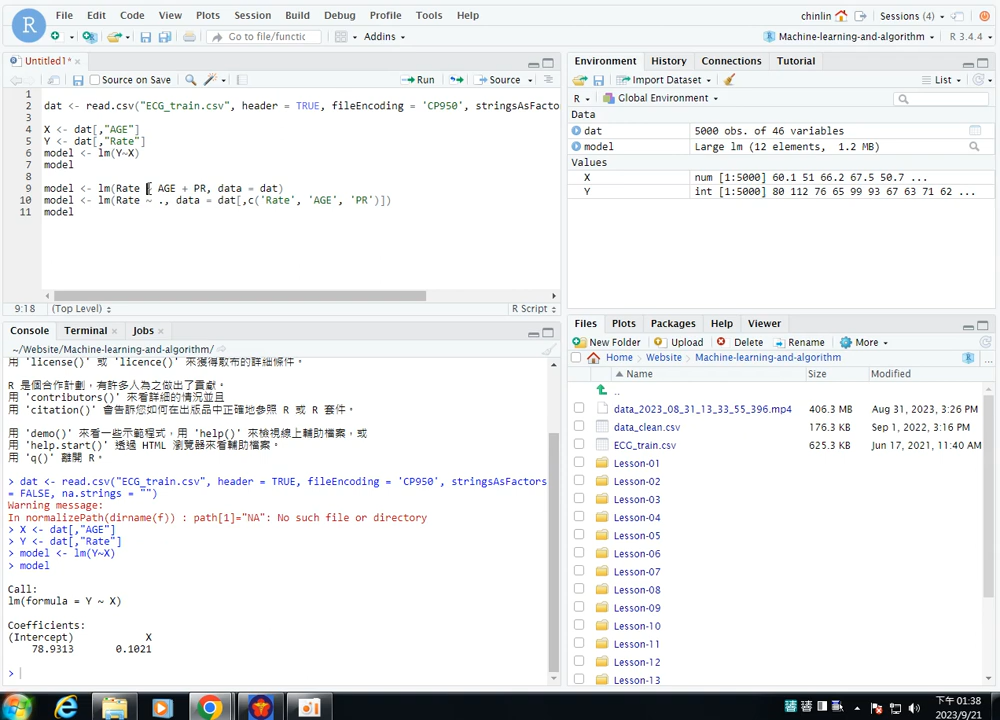 R
File Edit Code View Plots Session Build Debug Profile Tools Help
chinlin Sessions (4)
Go to file/functic Addins
Machine-learning-and-algorithm R 3.4.4
Untitled1* ×
Source on Save Run Source
1
2 dat <- read.csv("ECG_train.csv", header = TRUE, fileEncoding = 'CP950', stringsAsFactors
3
4 X <- dat[,"AGE"]
5 Y <- dat[,"Rate"]
6 model <- lm(Y~X)
7 model
8
9 model <- lm(Rate ~ AGE + PR, data = dat)
10 model <- lm(Rate ~ ., data = dat[,c('Rate', 'AGE', 'PR')])
11 model
9:18 (Top Level) R Script
Console Terminal × Jobs ×
~/Website/Machine-learning-and-algorithm/
用 'license()' 或 'licence()' 來獲得散布的詳細條件。
R 是個合作計劃，有許多人為之做出了貢獻。
用 'contributors()' 來看詳細的情況並且
用 'citation()' 會告訴您如何在出版品中正確地參照 R 或 R 套件。
用 'demo()' 來看一些示範程式，用 'help()' 來檢視線上輔助檔案，或
用 'help.start()' 透過 HTML 瀏覽器來看輔助檔案。
用 'q()' 離開 R。
> dat <- read.csv("ECG_train.csv", header = TRUE, fileEncoding = 'CP950', stringsAsFactors
= FALSE, na.strings = "")
Warning message:
In normalizePath(dirname(f)) : path[1]="NA": No such file or directory
> X <- dat[,"AGE"]
> Y <- dat[,"Rate"]
> model <- lm(Y~X)
> model
Call:
lm(formula = Y ~ X)
Coefficients:
(Intercept) X
78.9313 0.1021
>
Environment History Connections Tutorial
Import Dataset List
R Global Environment
Data
dat 5000 obs. of 46 variables
model Large lm (12 elements, 1.2 MB)
Values
X num [1:5000] 60.1 51 66.2 67.5 50.7 ...
Y int [1:5000] 80 112 76 65 99 93 67 63 71 62 ...
Files Plots Packages Help Viewer
New Folder Upload Delete Rename More
Home Website Machine-learning-and-algorithm ...
Name Size Modified
..
data_2023_08_31_13_33_55_396.mp4 406.3 MB Aug 31, 2023, 3:26 PM
data_clean.csv 176.3 KB Sep 1, 2022, 3:16 PM
ECG_train.csv 625.3 KB Jun 17, 2021, 11:40 AM
Lesson-01
Lesson-02
Lesson-03
Lesson-04
Lesson-05
Lesson-06
Lesson-07
Lesson-08
Lesson-09
Lesson-10
Lesson-11
Lesson-12
Lesson-13
下午 01:38
2023/9/21